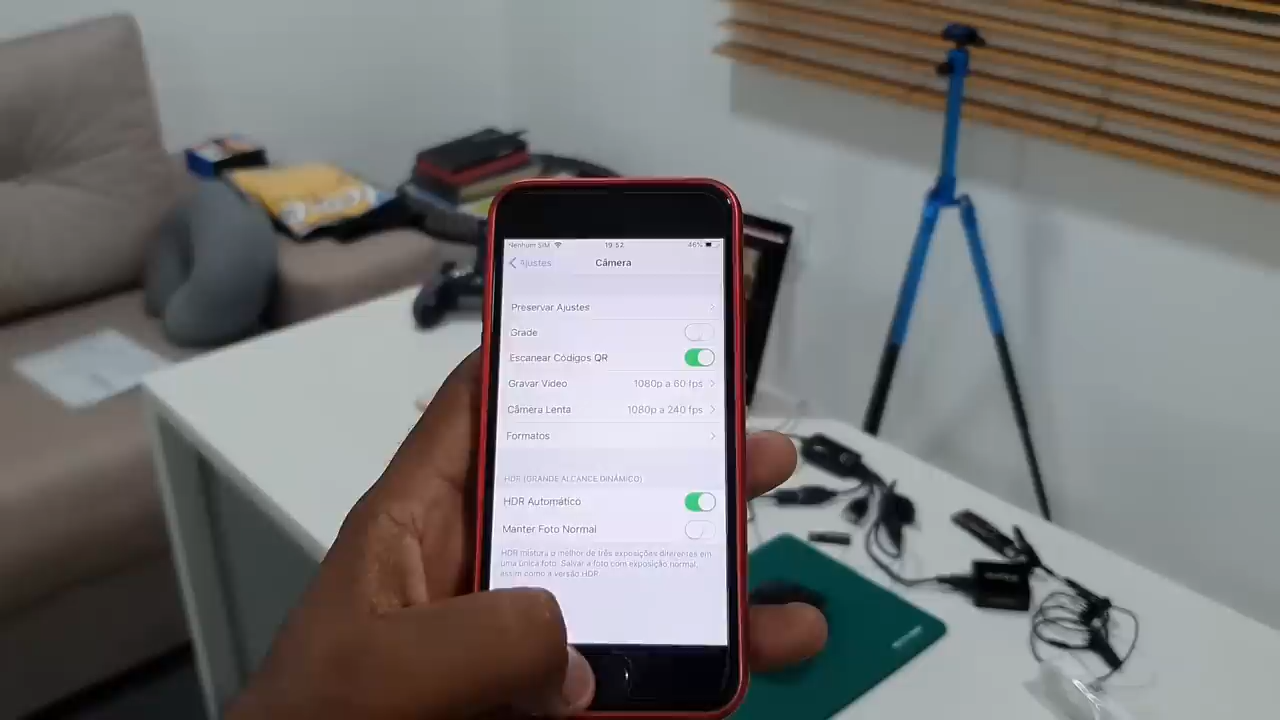 Nenhum SIM 19:52 46%
Ajustes Câmera
Preservar Ajustes
Grade
Escanear Códigos QR
Gravar Vídeo 1080p a 60 fps
Câmera Lenta 1080p a 240 fps
Formatos
HDR (GRANDE ALCANCE DINÂMICO)
HDR Automático
Manter Foto Normal
HDR mistura o melhor de três exposições diferentes em
uma única foto. Salvar a foto com exposição normal,
assim como a versão HDR.